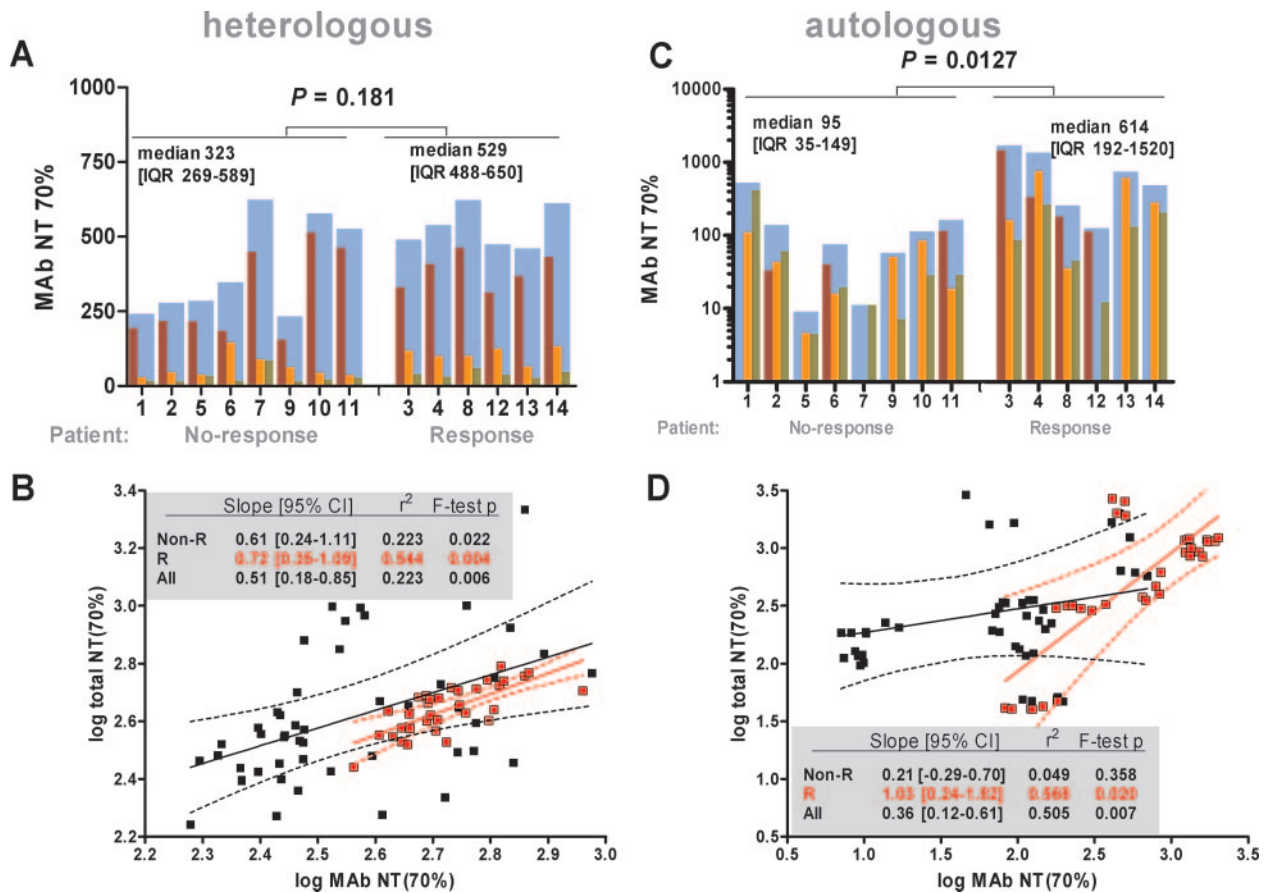 heterologous
A
P = 0.181
median 323
[IQR 269-589]
median 529
[IQR 488-650]
MAb NT 70%
1000
750
500
250
0
1 2 5 6 7 9 10 11 3 4 8 12 13 14
Patient: No-response Response
autologous
C
P = 0.0127
median 95
[IQR 35-149]
median 614
[IQR 192-1520]
MAb NT 70%
10000
1000
100
10
1
1 2 5 6 7 9 10 11 3 4 8 12 13 14
Patient: No-response Response
B
Slope [95% CI] r2 F-test p
Non-R 0.61 [0.24-1.11] 0.223 0.022
R 0.544 0.004
All 0.51 [0.18-0.85] 0.223 0.006
log total NT(70%)
3.4
3.2
3.0
2.8
2.6
2.4
2.2
2.2 2.3 2.4 2.5 2.6 2.7 2.8 2.9 3.0
log MAb NT(70%)
D
log total NT(70%)
3.5
3.0
2.5
2.0
1.5
1.0
0.5
Slope [95% CI] r2 F-test p
Non-R 0.21 [-0.29-0.70] 0.049 0.358
R 1.03 [0.24-1.82] 0.020
All 0.36 [0.12-0.61] 0.505 0.007
0.5 1.0 1.5 2.0 2.5 3.0 3.5
log MAb NT(70%)